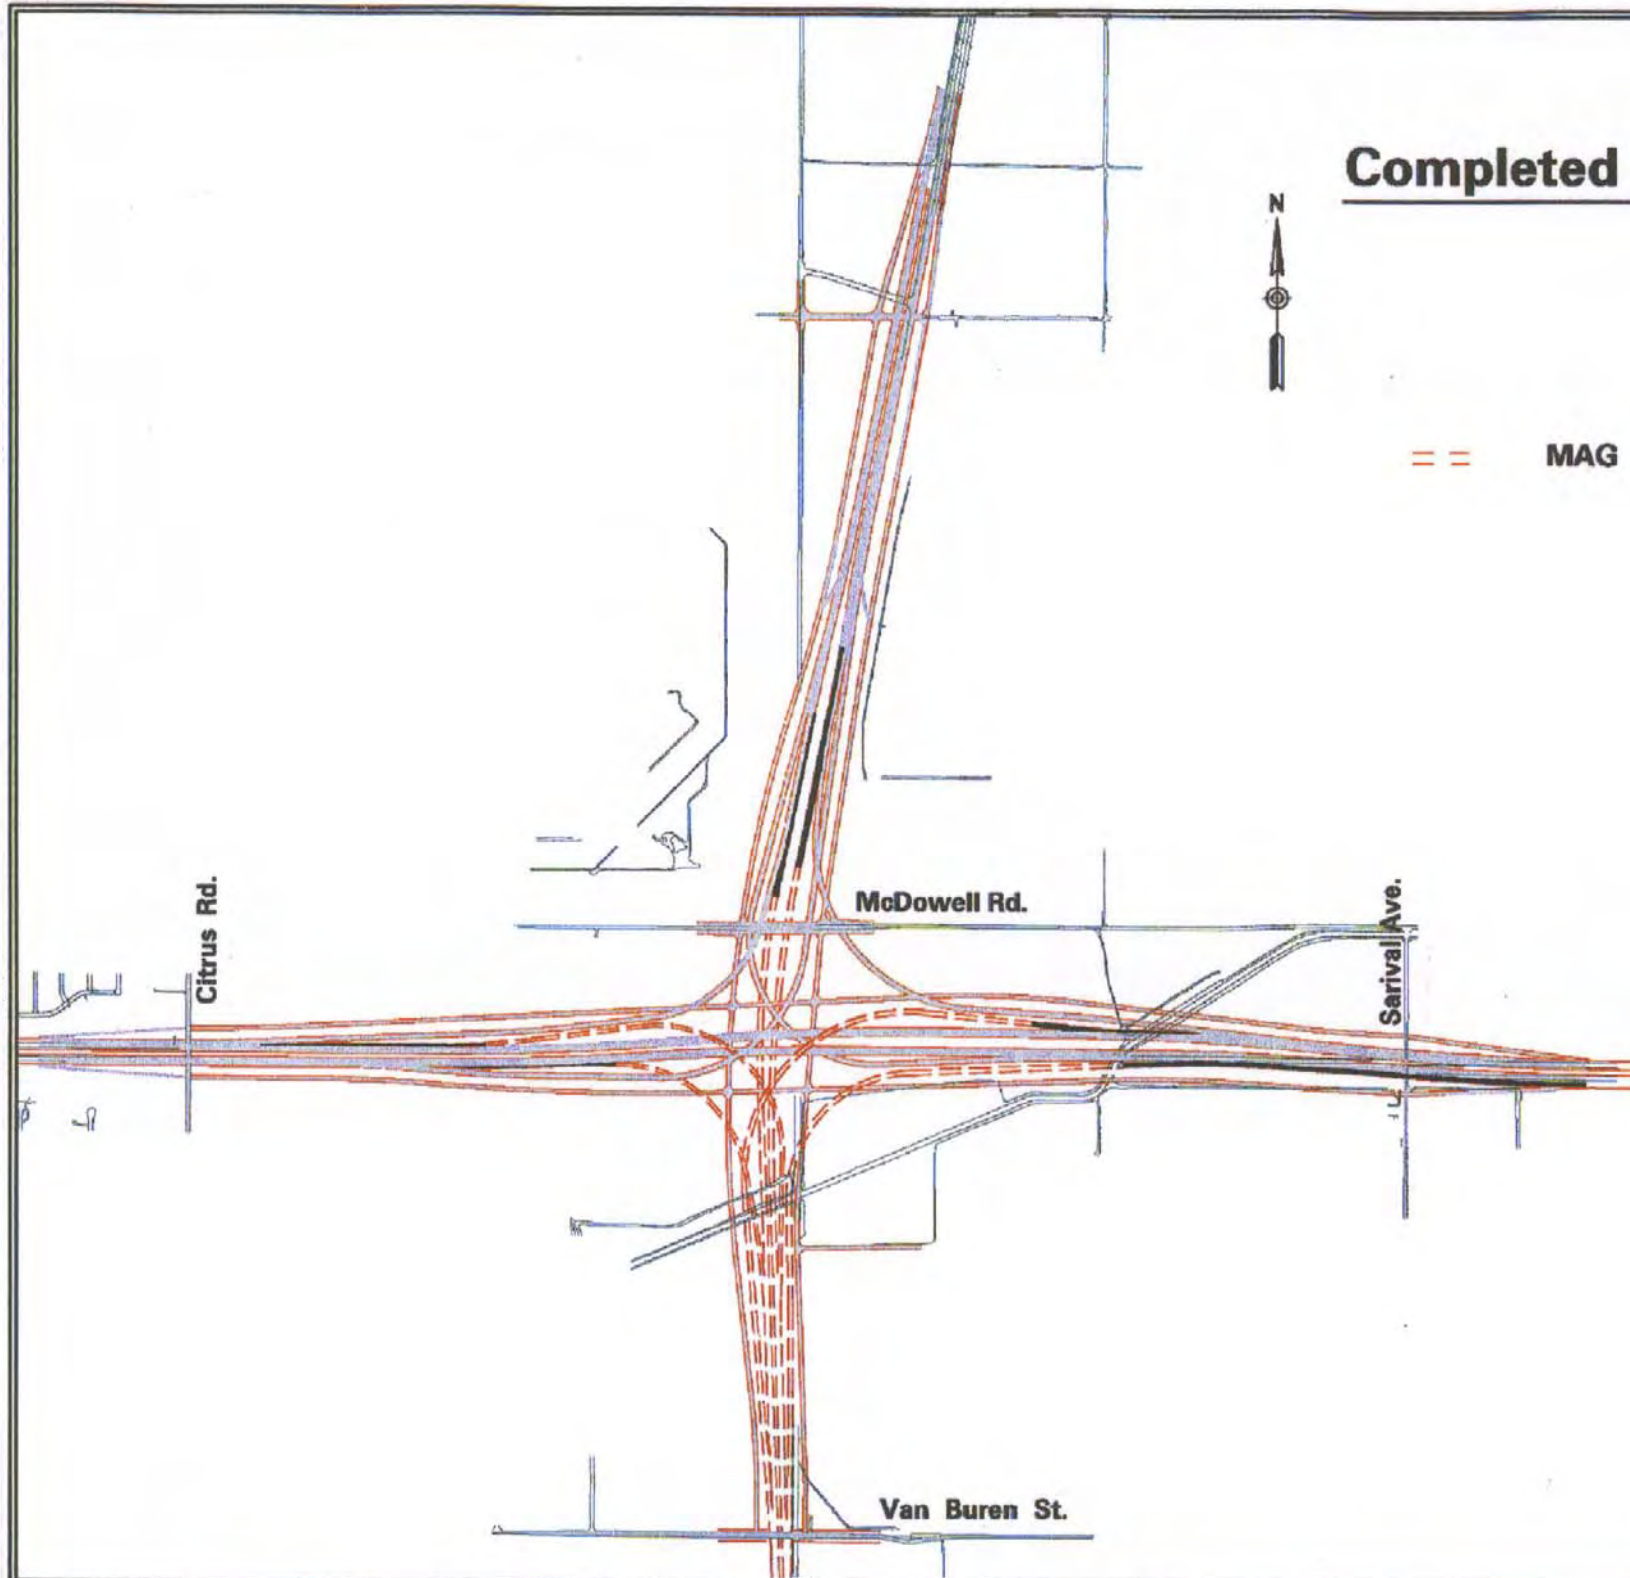 Completed
N
MAG
Citrus Rd.
McDowell Rd.
Sarival Ave.
Van Buren St.